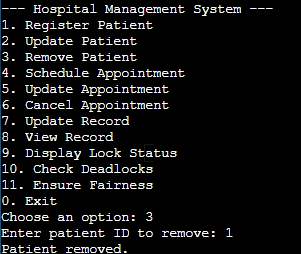 --- Hospital Management System ---
1. Register Patient
2. Update Patient
3. Remove Patient
4. Schedule Appointment
5. Update Appointment
6. Cancel Appointment
7. Update Record
8. View Record
9. Display Lock Status
10. Check Deadlocks
11. Ensure Fairness
0. Exit
Choose an option: 3
Enter patient ID to remove: 1
Patient removed.